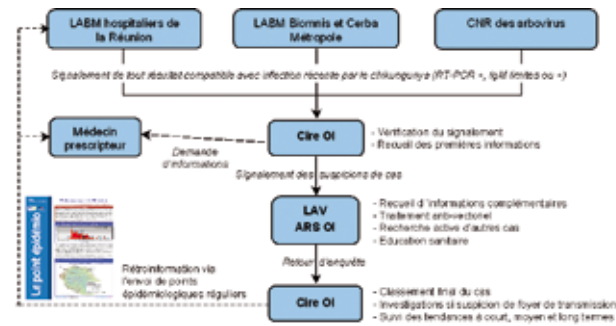 LABM hospitaliers de
la Réunion
LABM Biomnis et Cerba
Métropole
CNR des arbovirus
Signalement de tout résultat compatible avec infection récente par le chikungunya (RT-PCR +, IgM limites ou +)
Médecin
prescripteur
Cire OI
- Vérification du signalement
- Recueil des premières informations
Demande
d'informations
Signalement des suspicions de cas
LAV
ARS OI
- Recueil d'informations complémentaires
- Traitement anti-vectoriel
- Recherche active d'autres cas
- Education sanitaire
Le point épidémio
Rétroinformation via
l'envoi de points
épidémiologiques réguliers
Retour d'enquête
Cire OI
- Classement final du cas
- Investigations si suspicion de foyer de transmission
- Suivi des tendances à court, moyen et long termes